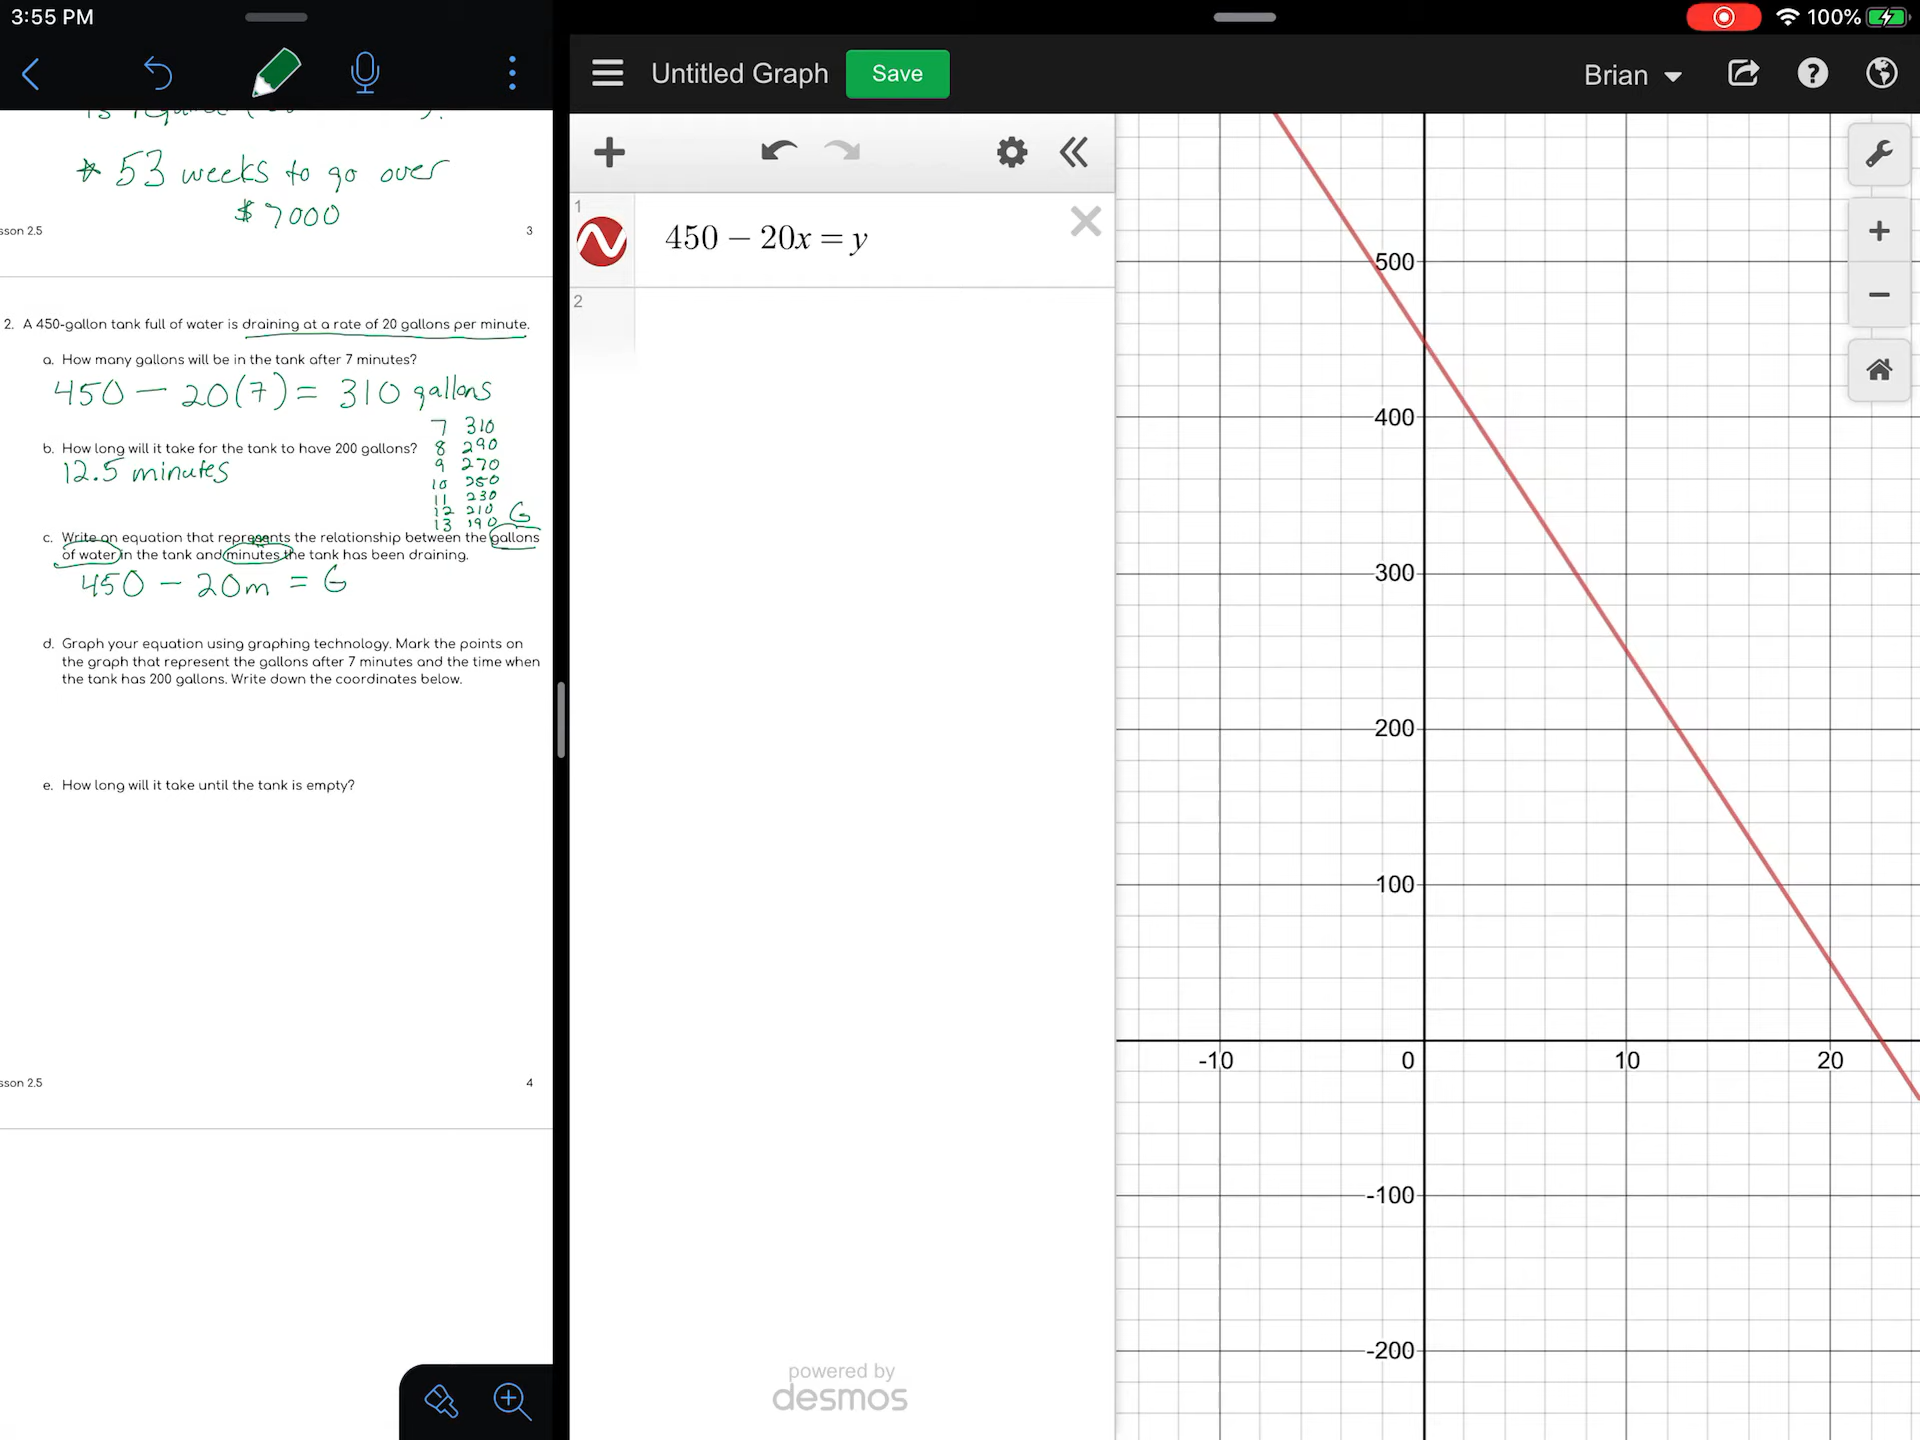 3:55 PM
100%
Untitled Graph
Save
Brian
* 53 weeks to go over
$7000
sson 2.5
3
2. A 450-gallon tank full of water is draining at a rate of 20 gallons per minute.
a. How many gallons will be in the tank after 7 minutes?
450 – 20(7) = 310 gallons
b. How long will it take for the tank to have 200 gallons?
12.5 minutes
7 310
8 290
9 270
10 250
11 230
12 210
13 190
G
c. Write an equation that represents the relationship between the gallons
of water in the tank and minutes the tank has been draining.
450 – 20m = G
d. Graph your equation using graphing technology. Mark the points on
the graph that represent the gallons after 7 minutes and the time when
the tank has 200 gallons. Write down the coordinates below.
e. How long will it take until the tank is empty?
sson 2.5
4
1
450 – 20x = y
2
powered by
desmos
500
400
300
200
100
-10
0
10
20
-100
-200